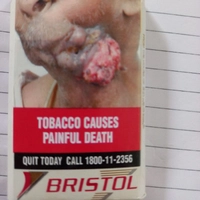 TOBACCO CAUSES
PAINFUL DEATH
QUIT TODAY CALL 1800-11-2356
BRISTOL